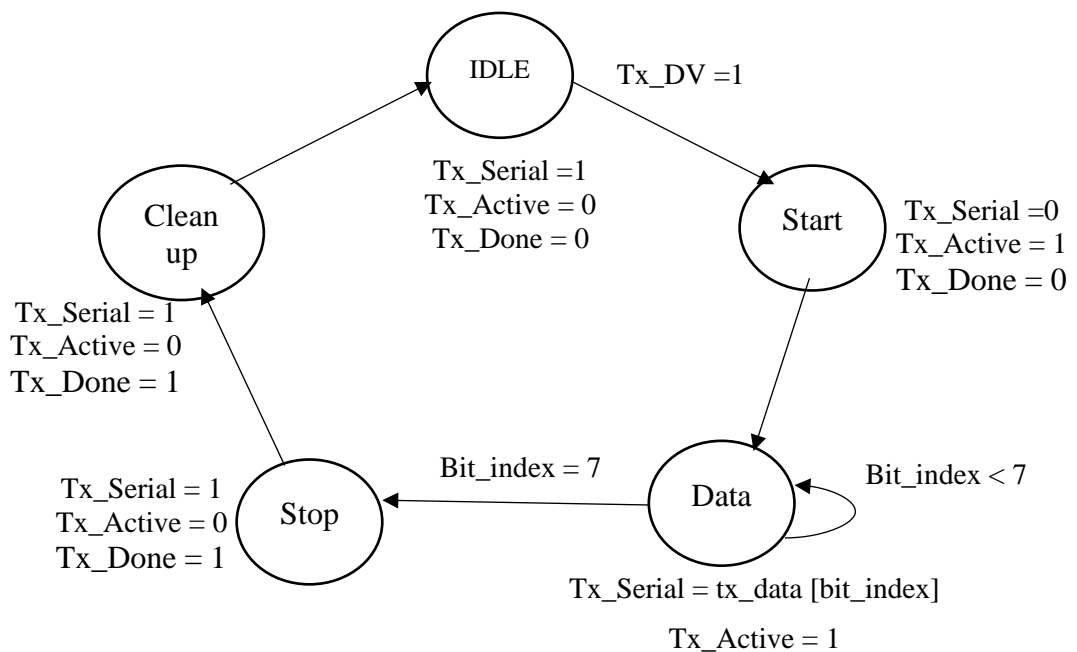 IDLE
Tx_DV =1
Tx_Serial =1
Tx_Active = 0
Tx_Done = 0
Start
Tx_Serial =0
Tx_Active = 1
Tx_Done = 0
Clean
up
Tx_Serial = 1
Tx_Active = 0
Tx_Done = 1
Bit_index = 7
Data
Bit_index < 7
Tx_Serial = 1
Tx_Active = 0
Tx_Done = 1
Stop
Tx_Serial = tx_data [bit_index]
Tx_Active = 1